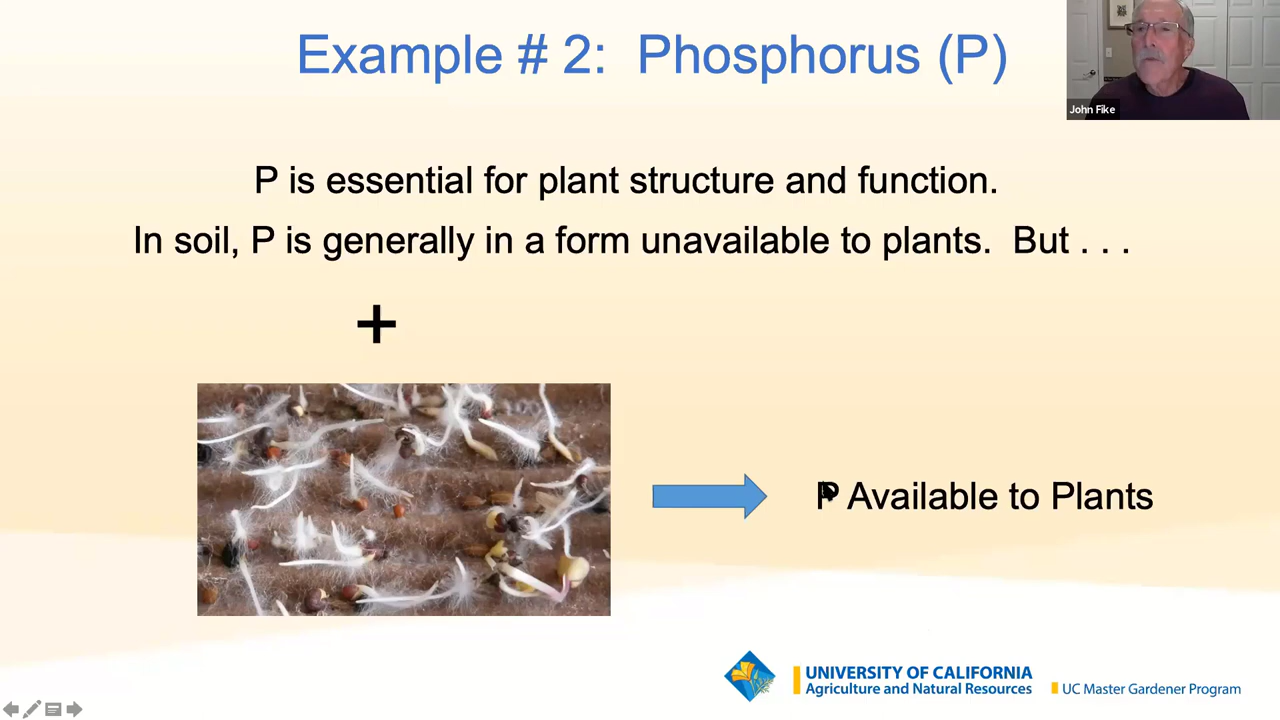 Example # 2: Phosphorus (P)
John Fike
P is essential for plant structure and function.
In soil, P is generally in a form unavailable to plants. But . . .
+
P Available to Plants
UNIVERSITY OF CALIFORNIA
Agriculture and Natural Resources
UC Master Gardener Program